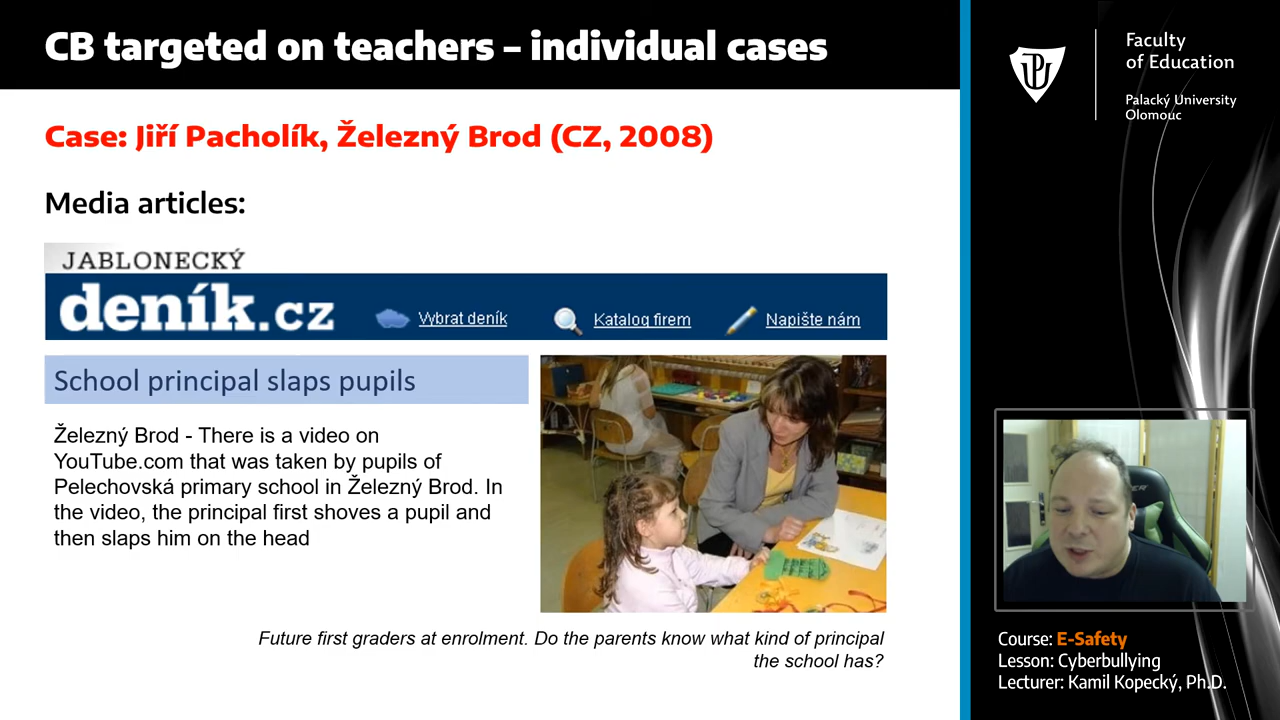 CB targeted on teachers – individual cases
Case: Jiří Pacholík, Železný Brod (CZ, 2008)
Media articles:
JABLONECKÝ
deník.cz
Vybrat deník
Katalog firem
Napište nám
School principal slaps pupils
Železný Brod - There is a video on
YouTube.com that was taken by pupils of
Pelechovská primary school in Železný Brod. In
the video, the principal first shoves a pupil and
then slaps him on the head
Future first graders at enrolment. Do the parents know what kind of principal
the school has?
Faculty
of Education
Palacký University
Olomouc
Course: E-Safety
Lesson: Cyberbullying
Lecturer: Kamil Kopecký, Ph.D.